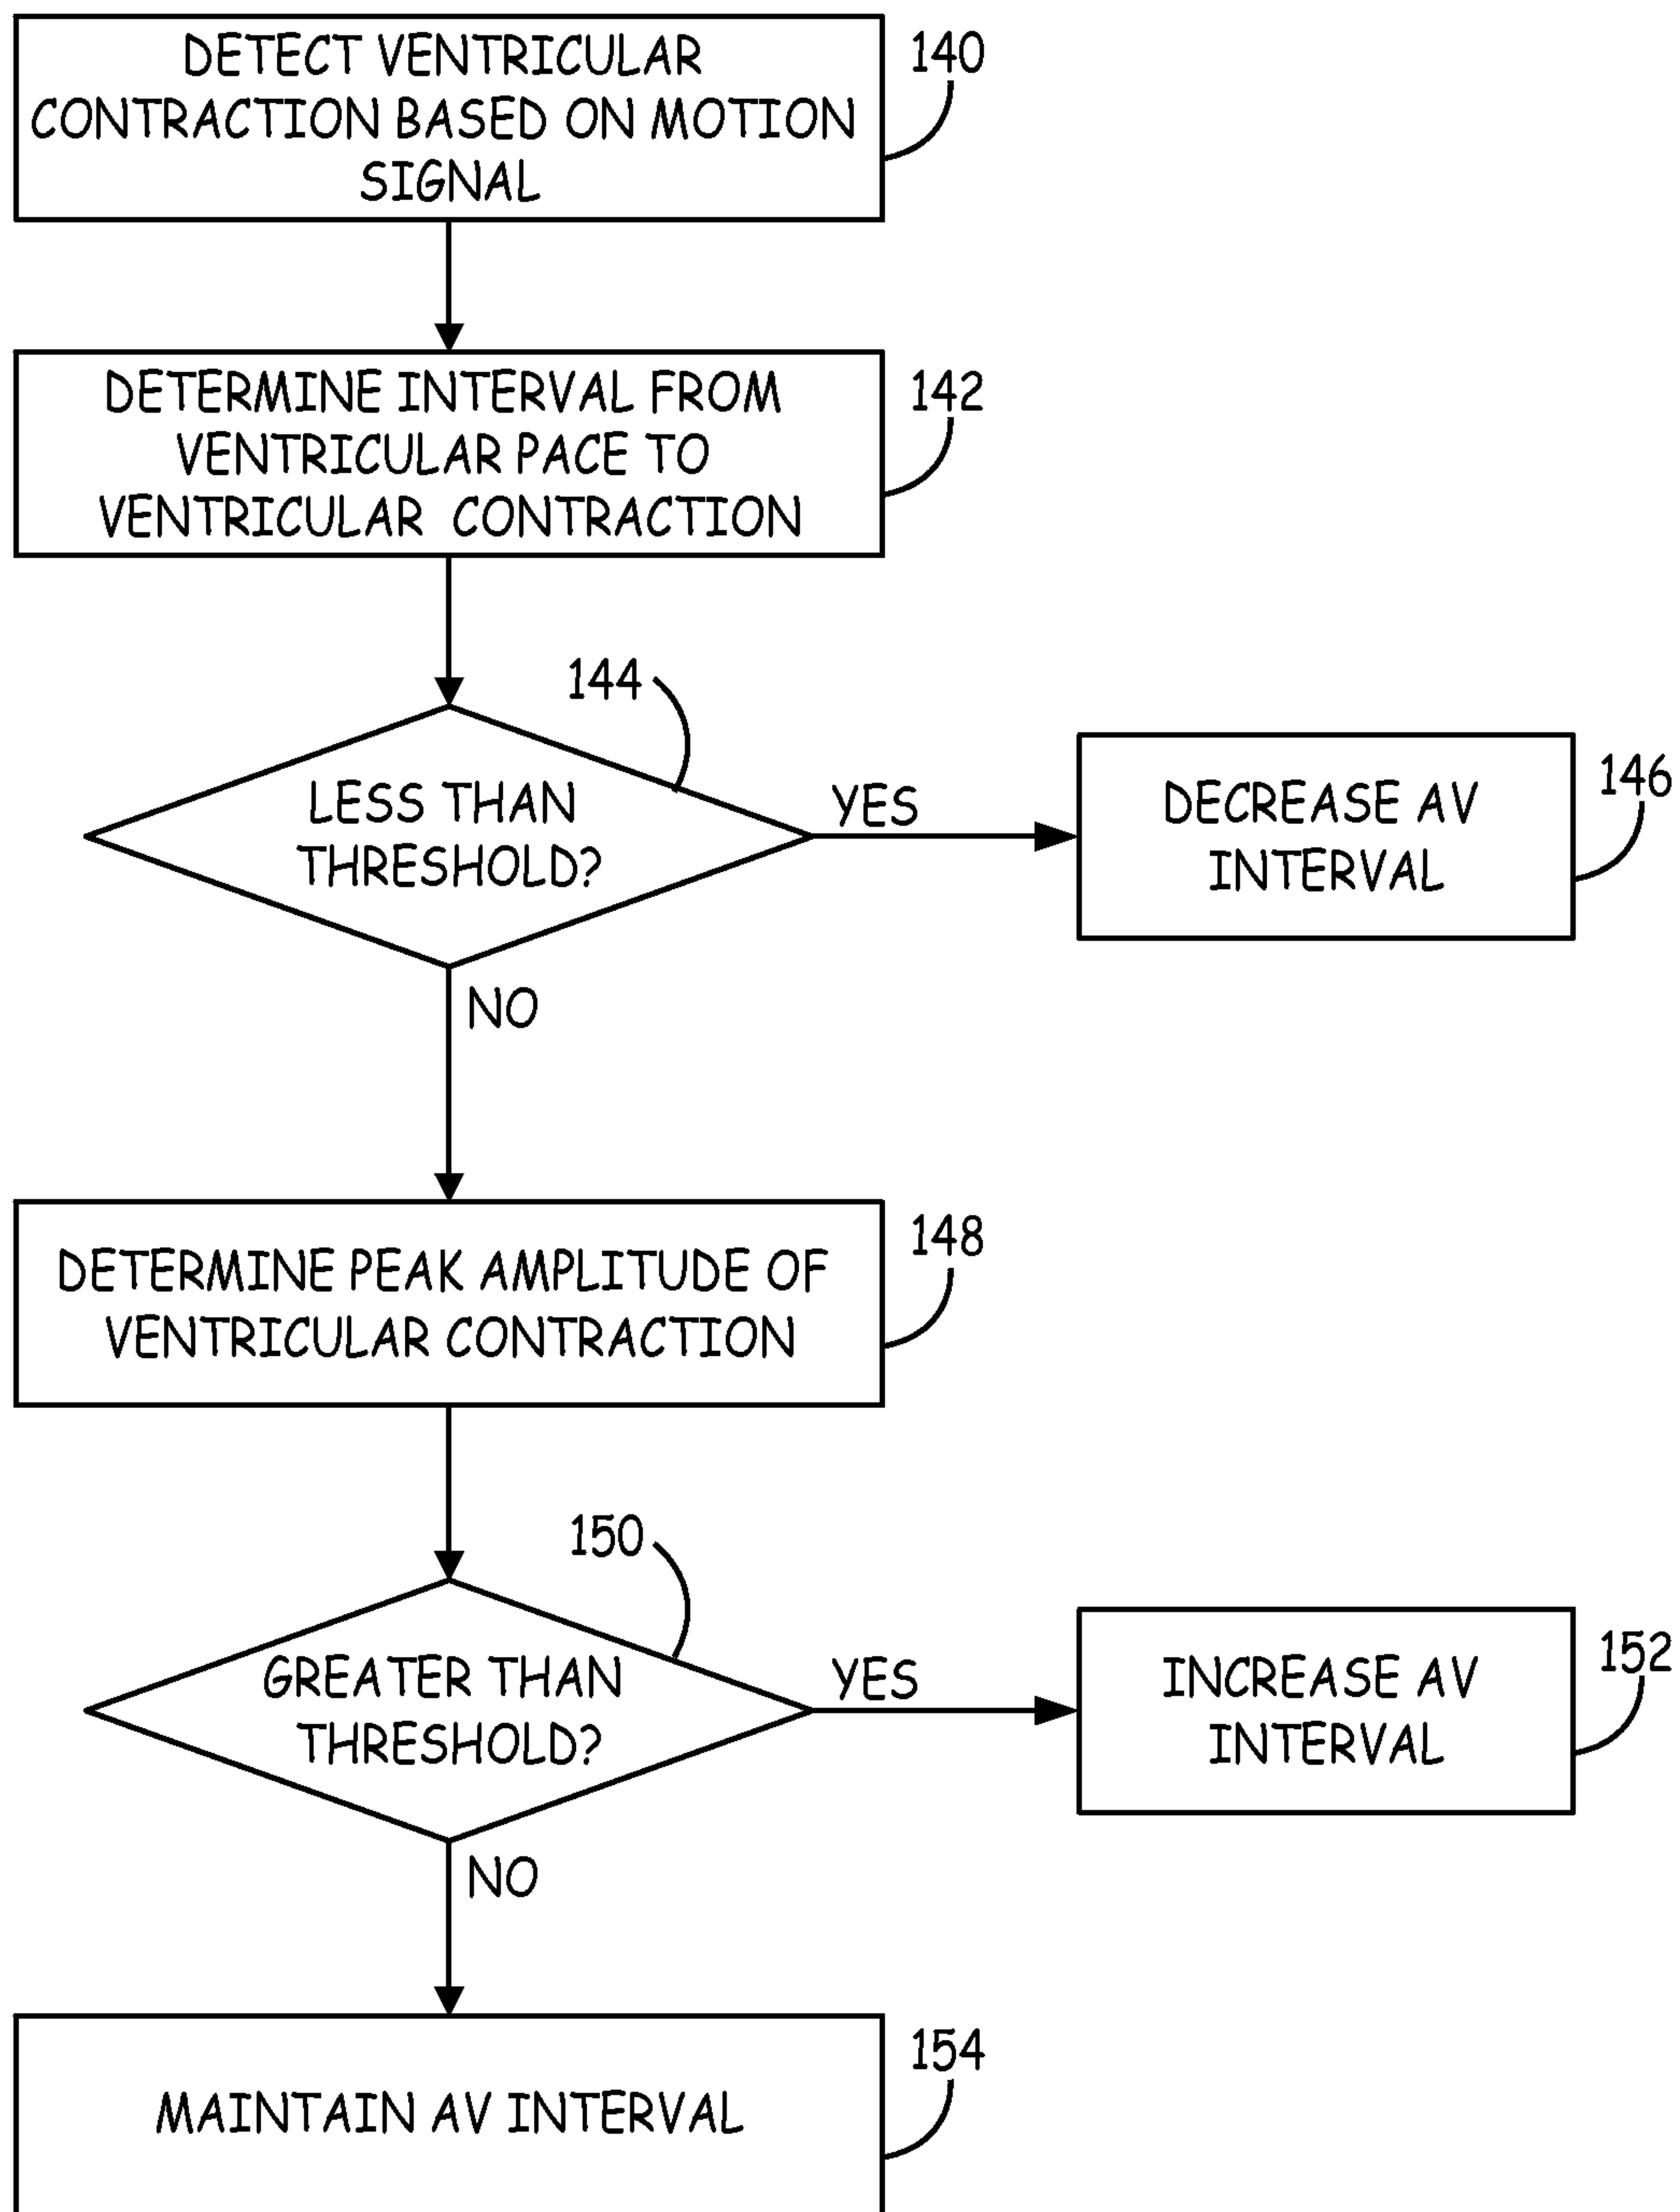 DETECT VENTRICULAR
CONTRACTION BASED ON MOTION
SIGNAL
140
DETERMINE INTERVAL FROM
VENTRICULAR PACE TO
VENTRICULAR CONTRACTION
142
144
LESS THAN
THRESHOLD?
YES
DECREASE AV
INTERVAL
146
NO
DETERMINE PEAK AMPLITUDE OF
VENTRICULAR CONTRACTION
148
150
GREATER THAN
THRESHOLD?
YES
INCREASE AV
INTERVAL
152
NO
MAINTAIN AV INTERVAL
154